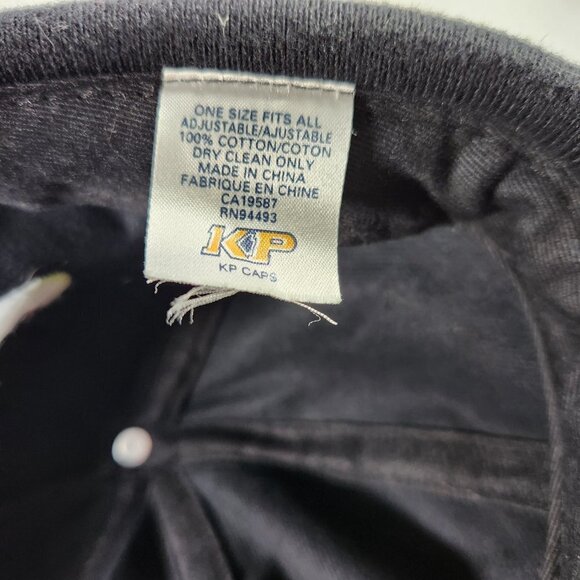 ONE SIZE FITS ALL
ADJUSTABLE/AJUSTABLE
100% COTTON/COTON
DRY CLEAN ONLY
MADE IN CHINA
FABRIQUE EN CHINE
CA19587
RN94493
KP
KP CAPS